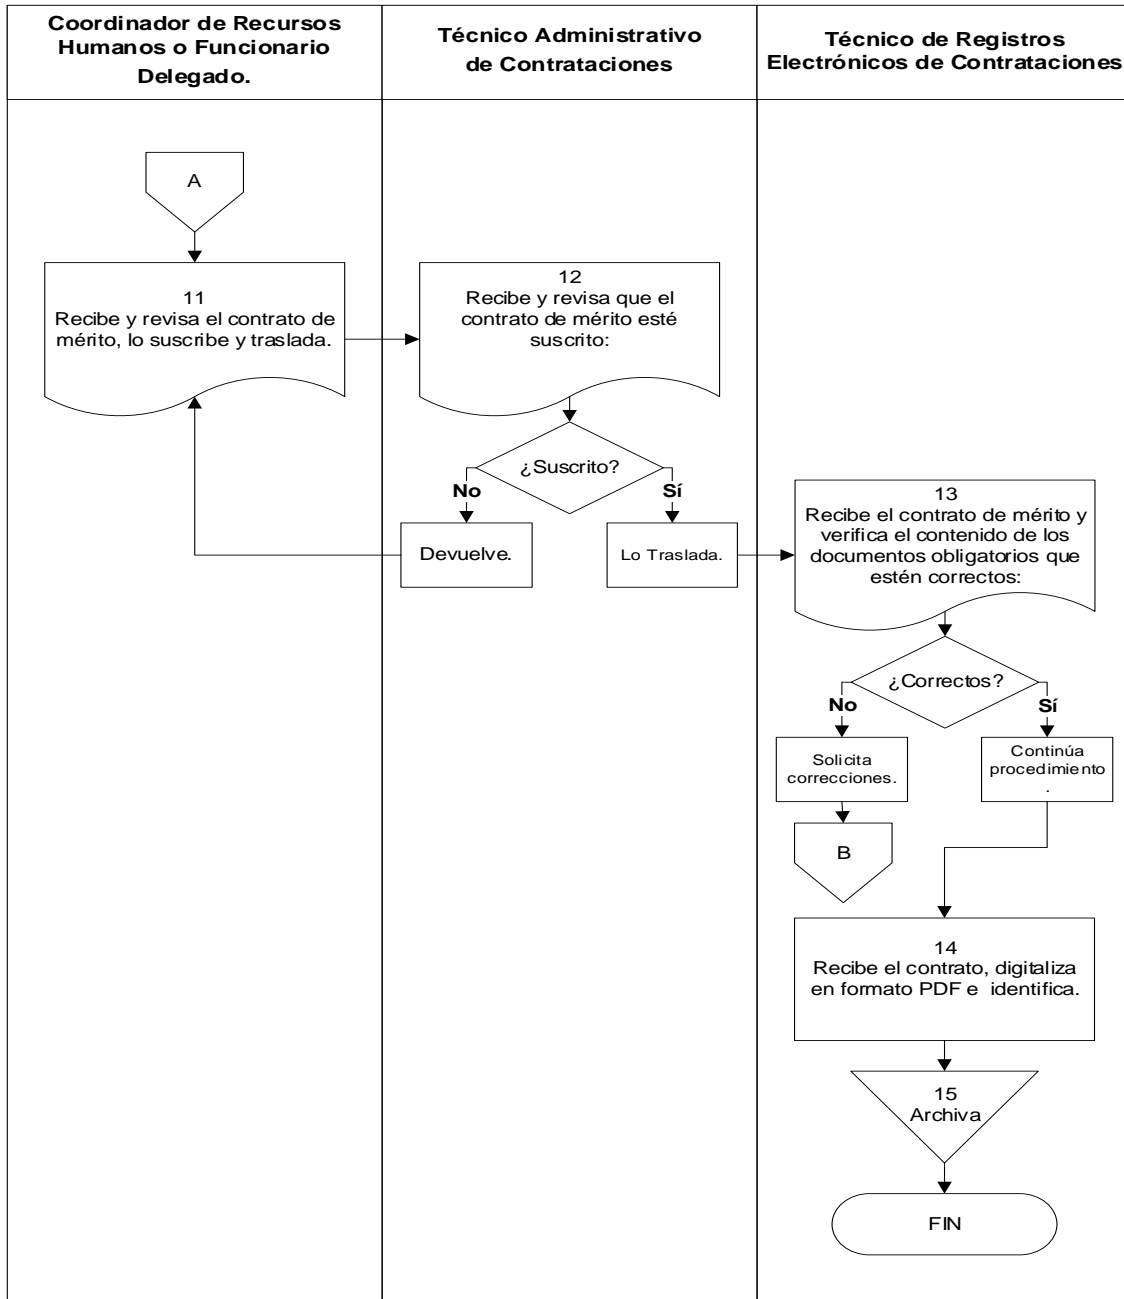 Coordinador de Recursos
Humanos o Funcionario
Delegado.
Técnico Administrativo
de Contrataciones
Técnico de Registros
Electrónicos de Contrataciones
A
11
Recibe y revisa el contrato de
mérito, lo suscribe y traslada.
12
Recibe y revisa que el
contrato de mérito esté
suscrito:
¿Suscrito?
No
Sí
Devuelve.
Lo Traslada.
13
Recibe el contrato de mérito y
verifica el contenido de los
documentos obligatorios que
estén correctos:
¿Correctos?
No
Sí
Solicita
correcciones.
Continúa
procedimiento
.
B
14
Recibe el contrato, digitaliza
en formato PDF e identifica.
15
Archiva
FIN